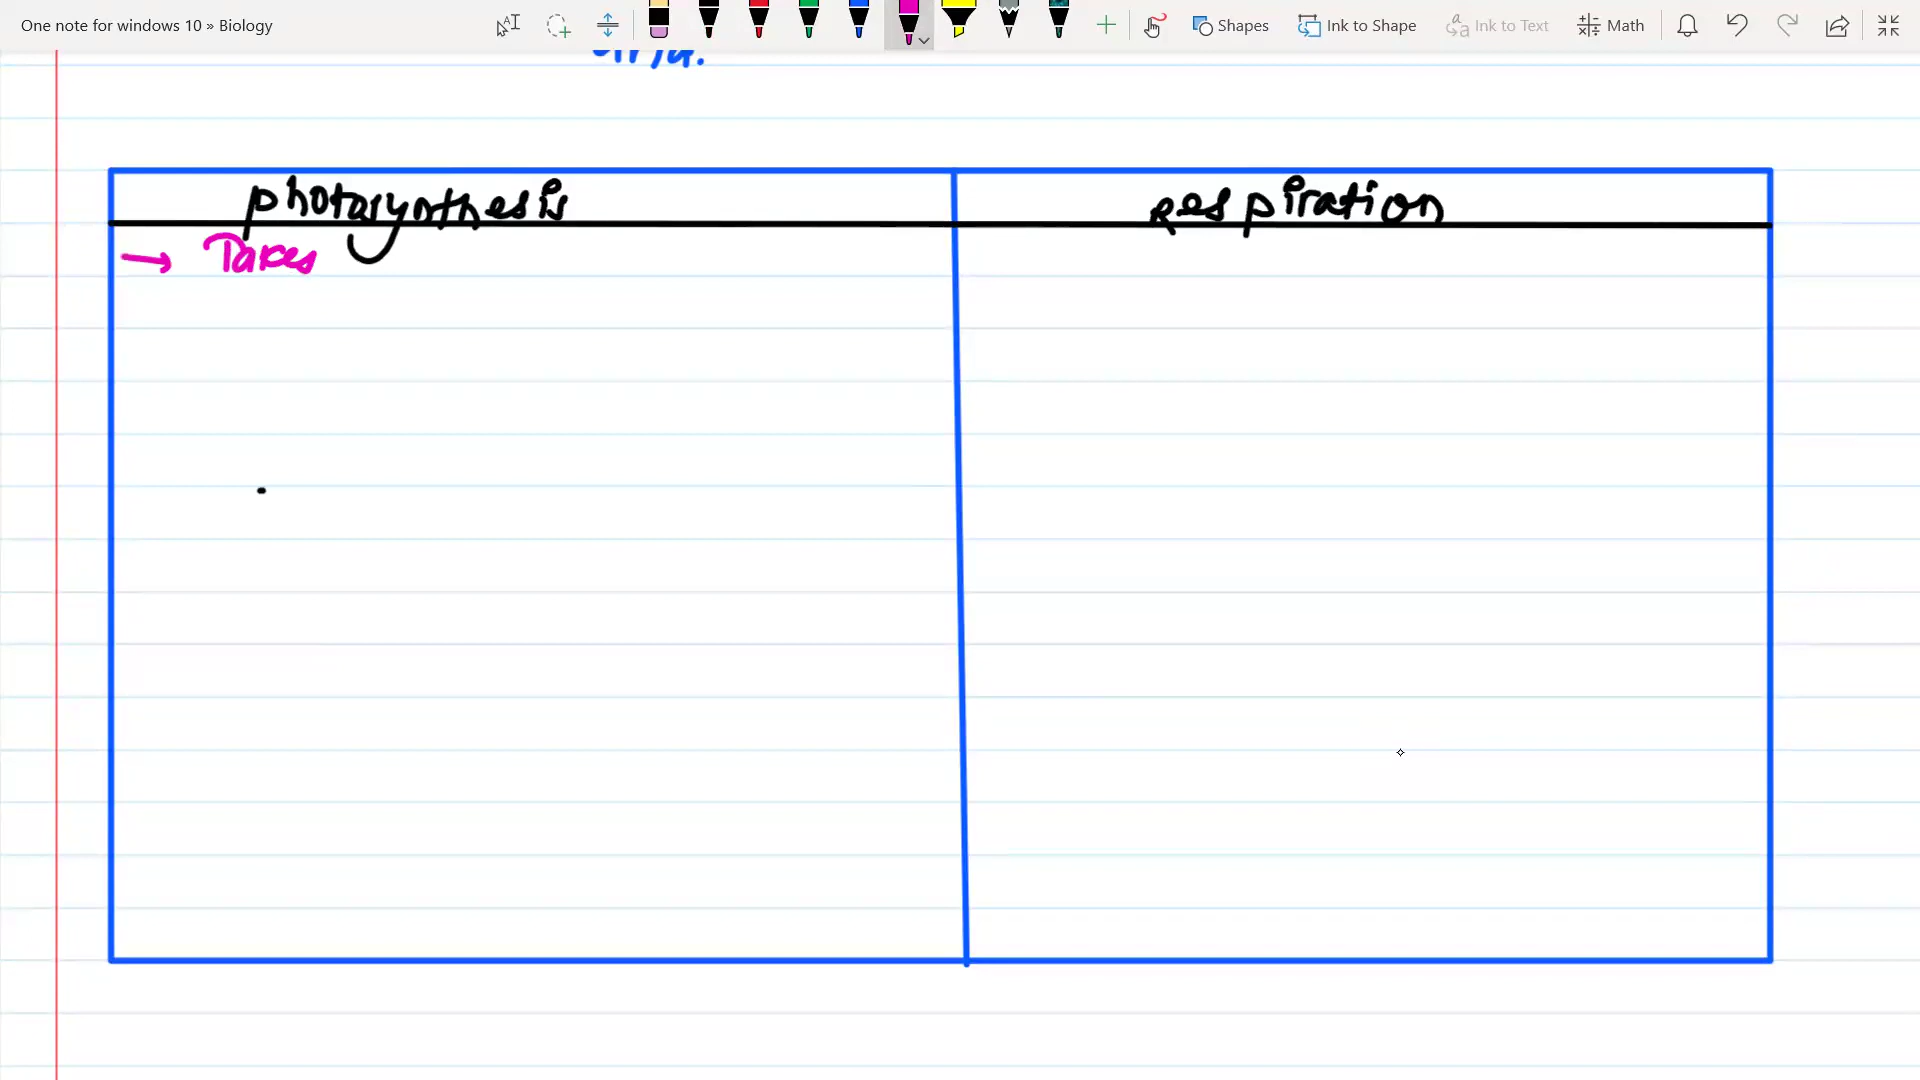 One note for windows 10 » Biology
Shapes
Ink to Shape
Ink to Text
Math
photosynthesis
Respiration
→ Takes